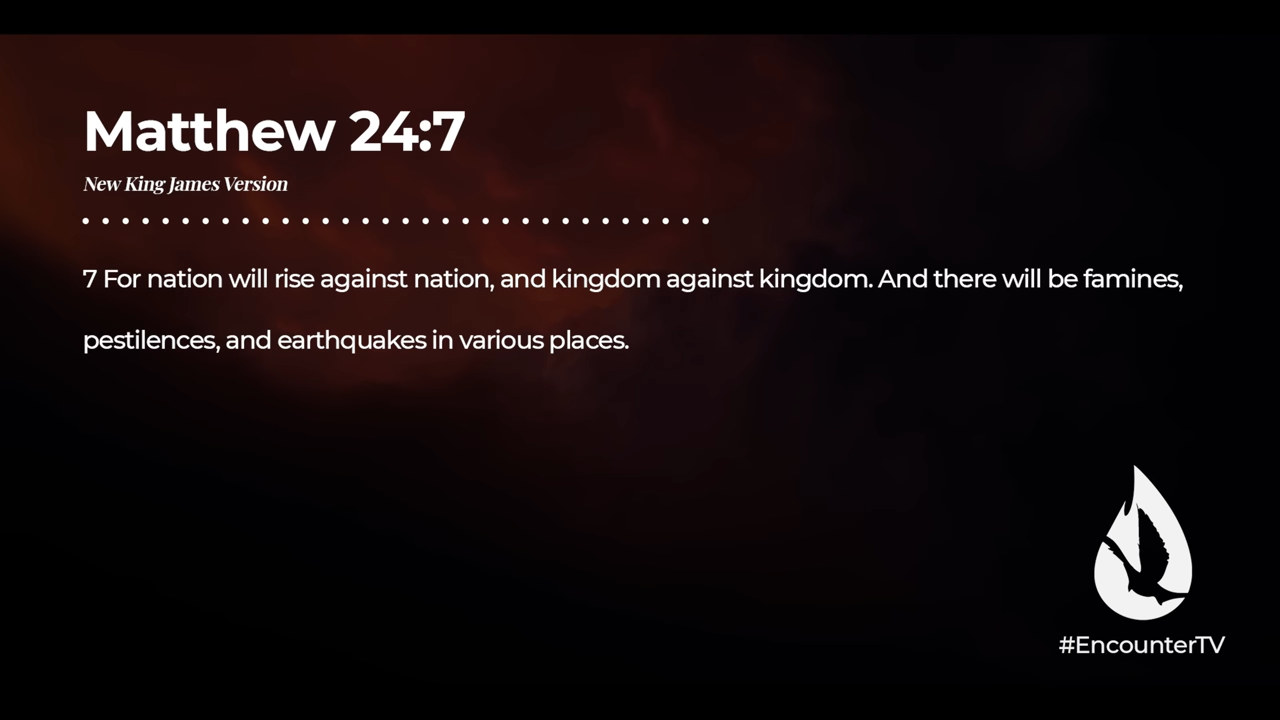 Matthew 24:7
New King James Version
7 For nation will rise against nation, and kingdom against kingdom. And there will be famines,
pestilences, and earthquakes in various places.
#EncounterTV